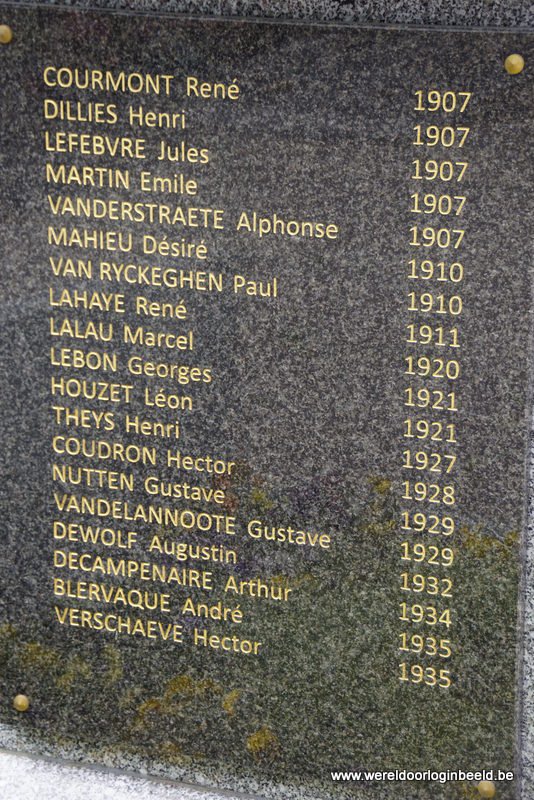 COURMONT René 1907
DILLIES Henri 1907
LEFEBVRE Jules 1907
MARTIN Emile 1907
VANDERSTRAETE Alphonse 1907
MAHIEU Désiré 1910
VAN RYCKEGHEN Paul 1910
LAHAYE René 1911
LALAU Marcel 1920
LEBON Georges 1921
HOUZET Léon 1921
THEYS Henri 1927
COUDRON Hector 1928
NUTTEN Gustave 1929
VANDELANNOOTE Gustave 1929
DEWOLF Augustin 1932
DECAMPENAIRE Arthur 1934
BLERVAQUE André 1935
VERSCHAEVE Hector 1935
www.wereldoorloginbeeld.be